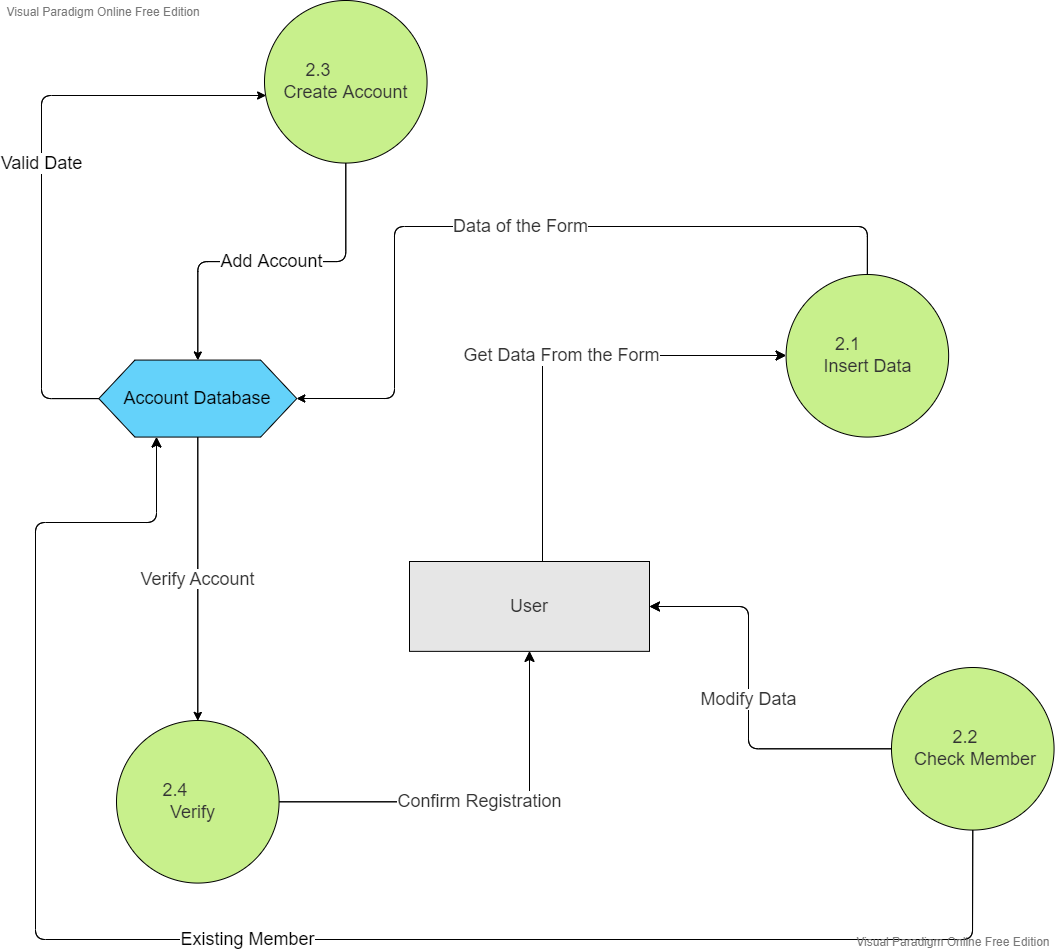 Visual Paradigm Online Free Edition
2.3
Create Account
Valid Date
Data of the Form
Add Account
2.1
Insert Data
Get Data From the Form
Account Database
Verify Account
User
Modify Data
2.2
Check Member
2.4
Verify
Confirm Registration
Existing Member
Visual Paradigm Online Free Edition